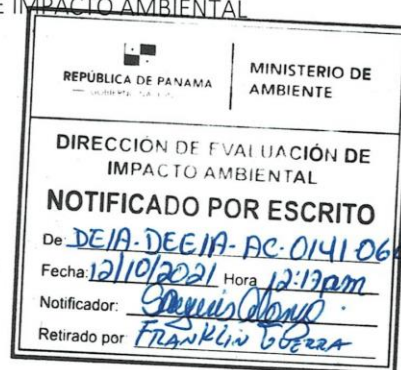 E IMPACTO AMBIENTAL
REPÚBLICA DE PANAMÁ
MINISTERIO DE
AMBIENTE
DIRECCIÓN DE EVALUACIÓN DE
IMPACTO AMBIENTAL
NOTIFICADO POR ESCRITO
De: DEIA-DEEIA-AC-0141-06
Fecha: 12/10/2021 Hora 12:17pm
Notificador:
Retirado por FRANKLIN GUERRA